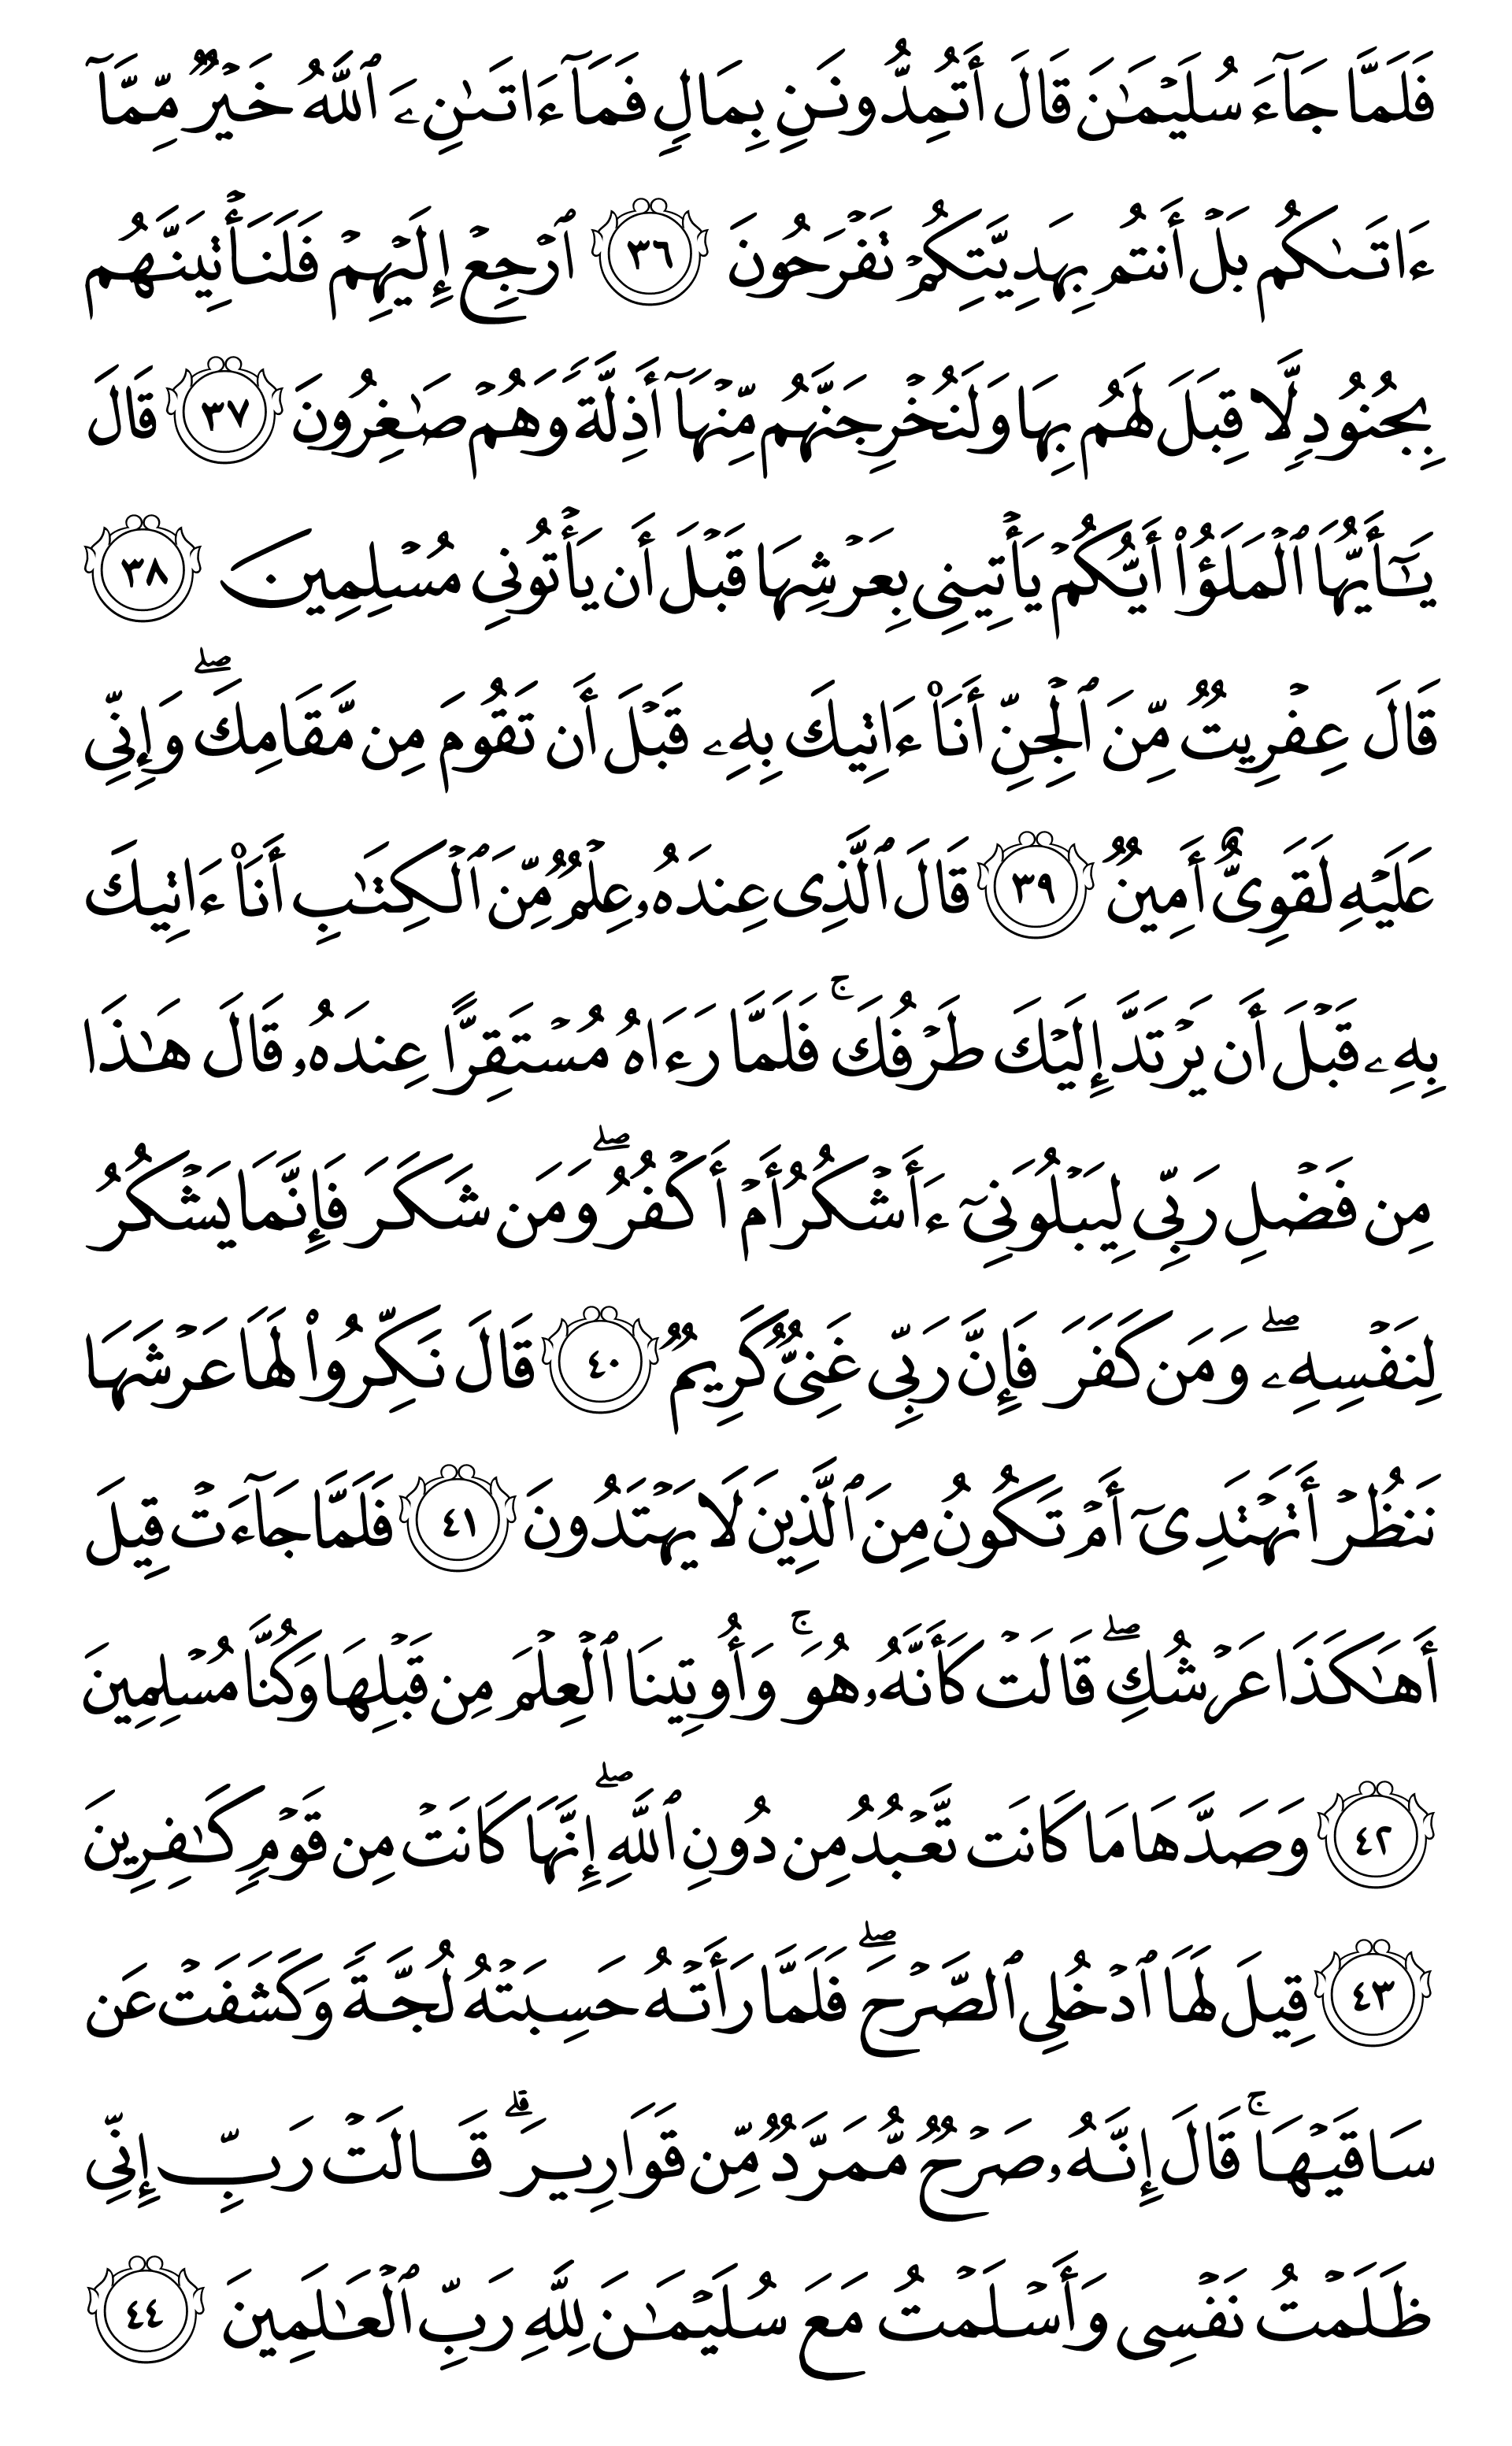 فَلَمَّا جَآءَ سُلَيْمَـٰنَ قَالَ أَتُمِدُّونَنِ بِمَالٍ فَمَآ ءَاتَىٰنِۦَ ٱللَّهُ خَيْرٌ مِّمَّآ
ءَاتَىٰكُم بَلْ أَنتُم بِهَدِيَّتِكُمْ تَفْرَحُونَ ٣٦ ٱرْجِعْ إِلَيْهِمْ فَلَنَأْتِيَنَّهُم
بِجُنُودٍ لَّا قِبَلَ لَهُم بِهَا وَلَنُخْرِجَنَّهُم مِّنْهَآ أَذِلَّةً وَهُمْ صَـٰغِرُونَ ٣٧ قَالَ
يَـٰٓأَيُّهَا ٱلْمَلَؤُا۟ أَيُّكُمْ يَأْتِينِى بِعَرْشِهَا قَبْلَ أَن يَأْتُونِى مُسْلِمِينَ ٣٨
قَالَ عِفْرِيتٌ مِّنَ ٱلْجِنِّ أَنَا۠ ءَاتِيكَ بِهِۦ قَبْلَ أَن تَقُومَ مِن مَّقَامِكَ ۖ وَإِنِّى
عَلَيْهِ لَقَوِىٌّ أَمِينٌ ٣٩ قَالَ ٱلَّذِى عِندَهُۥ عِلْمٌ مِّنَ ٱلْكِتَـٰبِ أَنَا۠ ءَاتِيكَ
بِهِۦ قَبْلَ أَن يَرْتَدَّ إِلَيْكَ طَرْفُكَ ۚ فَلَمَّا رَءَاهُ مُسْتَقِرًّا عِندَهُۥ قَالَ هَـٰذَا
مِن فَضْلِ رَبِّى لِيَبْلُوَنِىٓ ءَأَشْكُرُ أَمْ أَكْفُرُ ۖ وَمَن شَكَرَ فَإِنَّمَا يَشْكُرُ
لِنَفْسِهِۦ ۖ وَمَن كَفَرَ فَإِنَّ رَبِّى غَنِىٌّ كَرِيمٌ ٤٠ قَالَ نَكِّرُوا۟ لَهَا عَرْشَهَا
نَنظُرْ أَتَهْتَدِىٓ أَمْ تَكُونُ مِنَ ٱلَّذِينَ لَا يَهْتَدُونَ ٤١ فَلَمَّا جَآءَتْ قِيلَ
أَهَـٰكَذَا عَرْشُكِ ۖ قَالَتْ كَأَنَّهُۥ هُوَ ۚ وَأُوتِينَا ٱلْعِلْمَ مِن قَبْلِهَا وَكُنَّا مُسْلِمِينَ
٤٢ وَصَدَّهَا مَا كَانَت تَّعْبُدُ مِن دُونِ ٱللَّهِ ۖ إِنَّهَا كَانَتْ مِن قَوْمٍ كَـٰفِرِينَ
٤٣ قِيلَ لَهَا ٱدْخُلِى ٱلصَّرْحَ ۖ فَلَمَّا رَأَتْهُ حَسِبَتْهُ لُجَّةً وَكَشَفَتْ عَن
سَاقَيْهَا ۚ قَالَ إِنَّهُۥ صَرْحٌ مُّمَرَّدٌ مِّن قَوَارِيرَ ۗ قَالَتْ رَبِّ إِنِّى
ظَلَمْتُ نَفْسِى وَأَسْلَمْتُ مَعَ سُلَيْمَـٰنَ لِلَّهِ رَبِّ ٱلْعَـٰلَمِينَ ٤٤